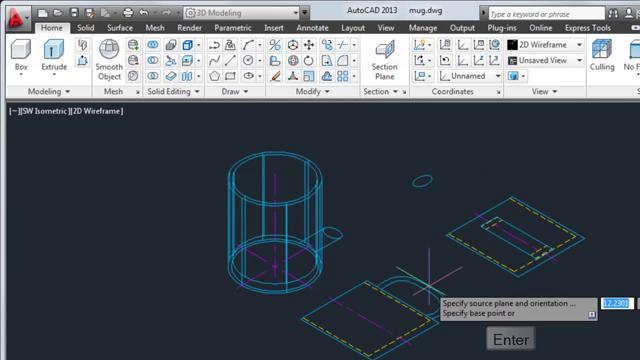 3D Modeling
AutoCAD 2013 mug.dwg
Type a keyword or phrase
Home Solid Surface Mesh Render Insert Annotate View Manage Output Plug-ins Online Express Tools
Box
Extrude
Smooth
Object
Section
Plane
2D Wireframe
Unsaved View
Unnamed
Culling
No F
Modeling
Mesh
Solid Editing
Draw
Modify
Section
Coordinates
View
[–][SW Isometric][2D Wireframe]
Specify source plane and orientation ...
Specify base point or
12.2301
Enter